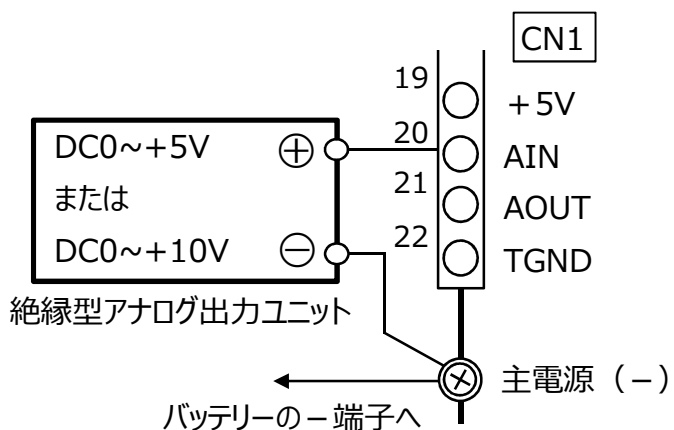 CN1
19
+5V
DC0~+5V ⊕
20
AIN
または
21
AOUT
DC0~+10V ⊖
22
TGND
絶縁型アナログ出力ユニット
主電源(-)
バッテリーの-端子へ